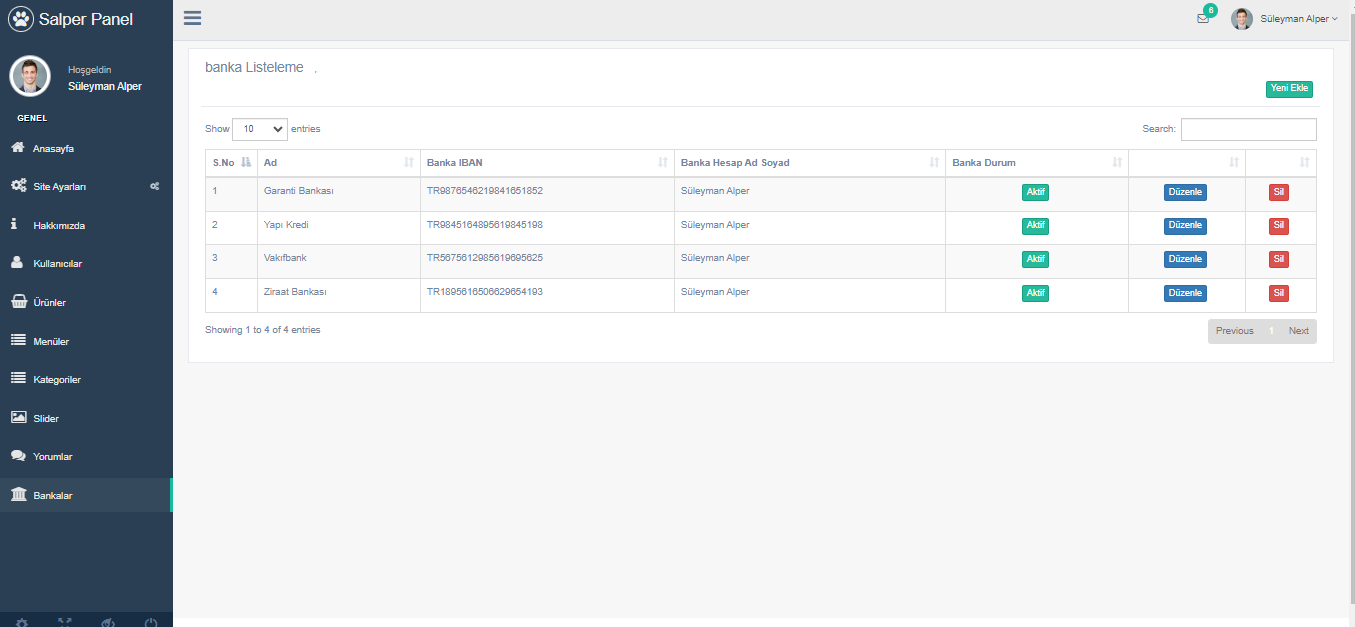 Salper Panel
6
Süleyman Alper
Hoşgeldin
Süleyman Alper
GENEL
Anasayfa
Site Ayarları
Hakkımızda
Kullanıcılar
Ürünler
Menüler
Kategoriler
Slider
Yorumlar
Bankalar
banka Listeleme .
Yeni Ekle
Show 10 entries Search:
S.No Ad Banka IBAN Banka Hesap Ad Soyad Banka Durum
1 Garanti Bankası TR9876546219841651852 Süleyman Alper Aktif Düzenle Sil
2 Yapı Kredi TR9845164895619845198 Süleyman Alper Aktif Düzenle Sil
3 Vakıfbank TR5675612985619695625 Süleyman Alper Aktif Düzenle Sil
4 Ziraat Bankası TR1895616506629654193 Süleyman Alper Aktif Düzenle Sil
Showing 1 to 4 of 4 entries Previous 1 Next